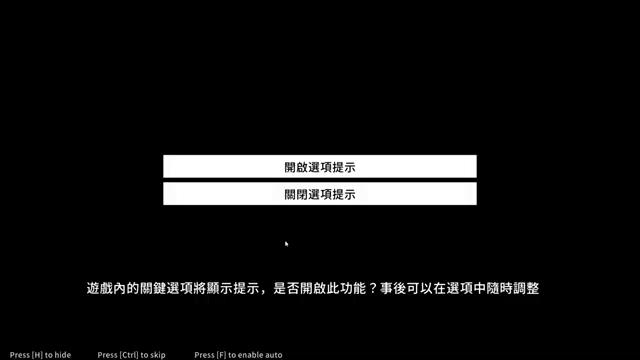 開啟選項提示
關閉選項提示
遊戲內的關鍵選項將顯示提示，是否開啟此功能？事後可以在選項中隨時調整
Press [H] to hide
Press [Ctrl] to skip
Press [F] to enable auto